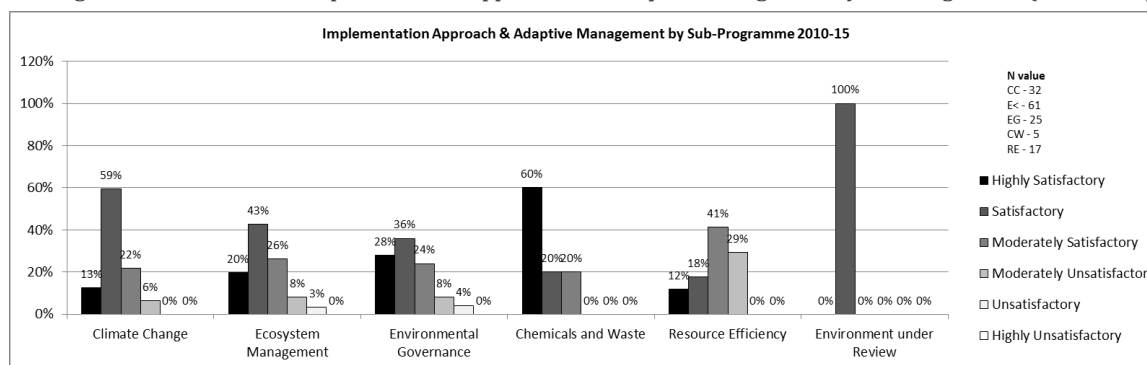 Implementation Approach & Adaptive Management by Sub-Programme 2010-15
120%
100%
80%
60%
40%
20%
0%
13%
59%
22%
6%
0% 0%
20%
43%
26%
8%
3%
0%
28%
36%
24%
8%
4%
0%
60%
20% 20%
0% 0% 0%
12%
18%
41%
29%
0% 0%
0%
100%
0% 0% 0% 0%
Climate Change
Ecosystem
Management
Environmental
Governance
Chemicals and Waste
Resource Efficiency
Environment under
Review
N value
CC - 32
E< - 61
EG - 25
CW - 5
RE - 17
Highly Satisfactory
Satisfactory
Moderately Satisfactory
Moderately Unsatisfactor
Unsatisfactory
Highly Unsatisfactory